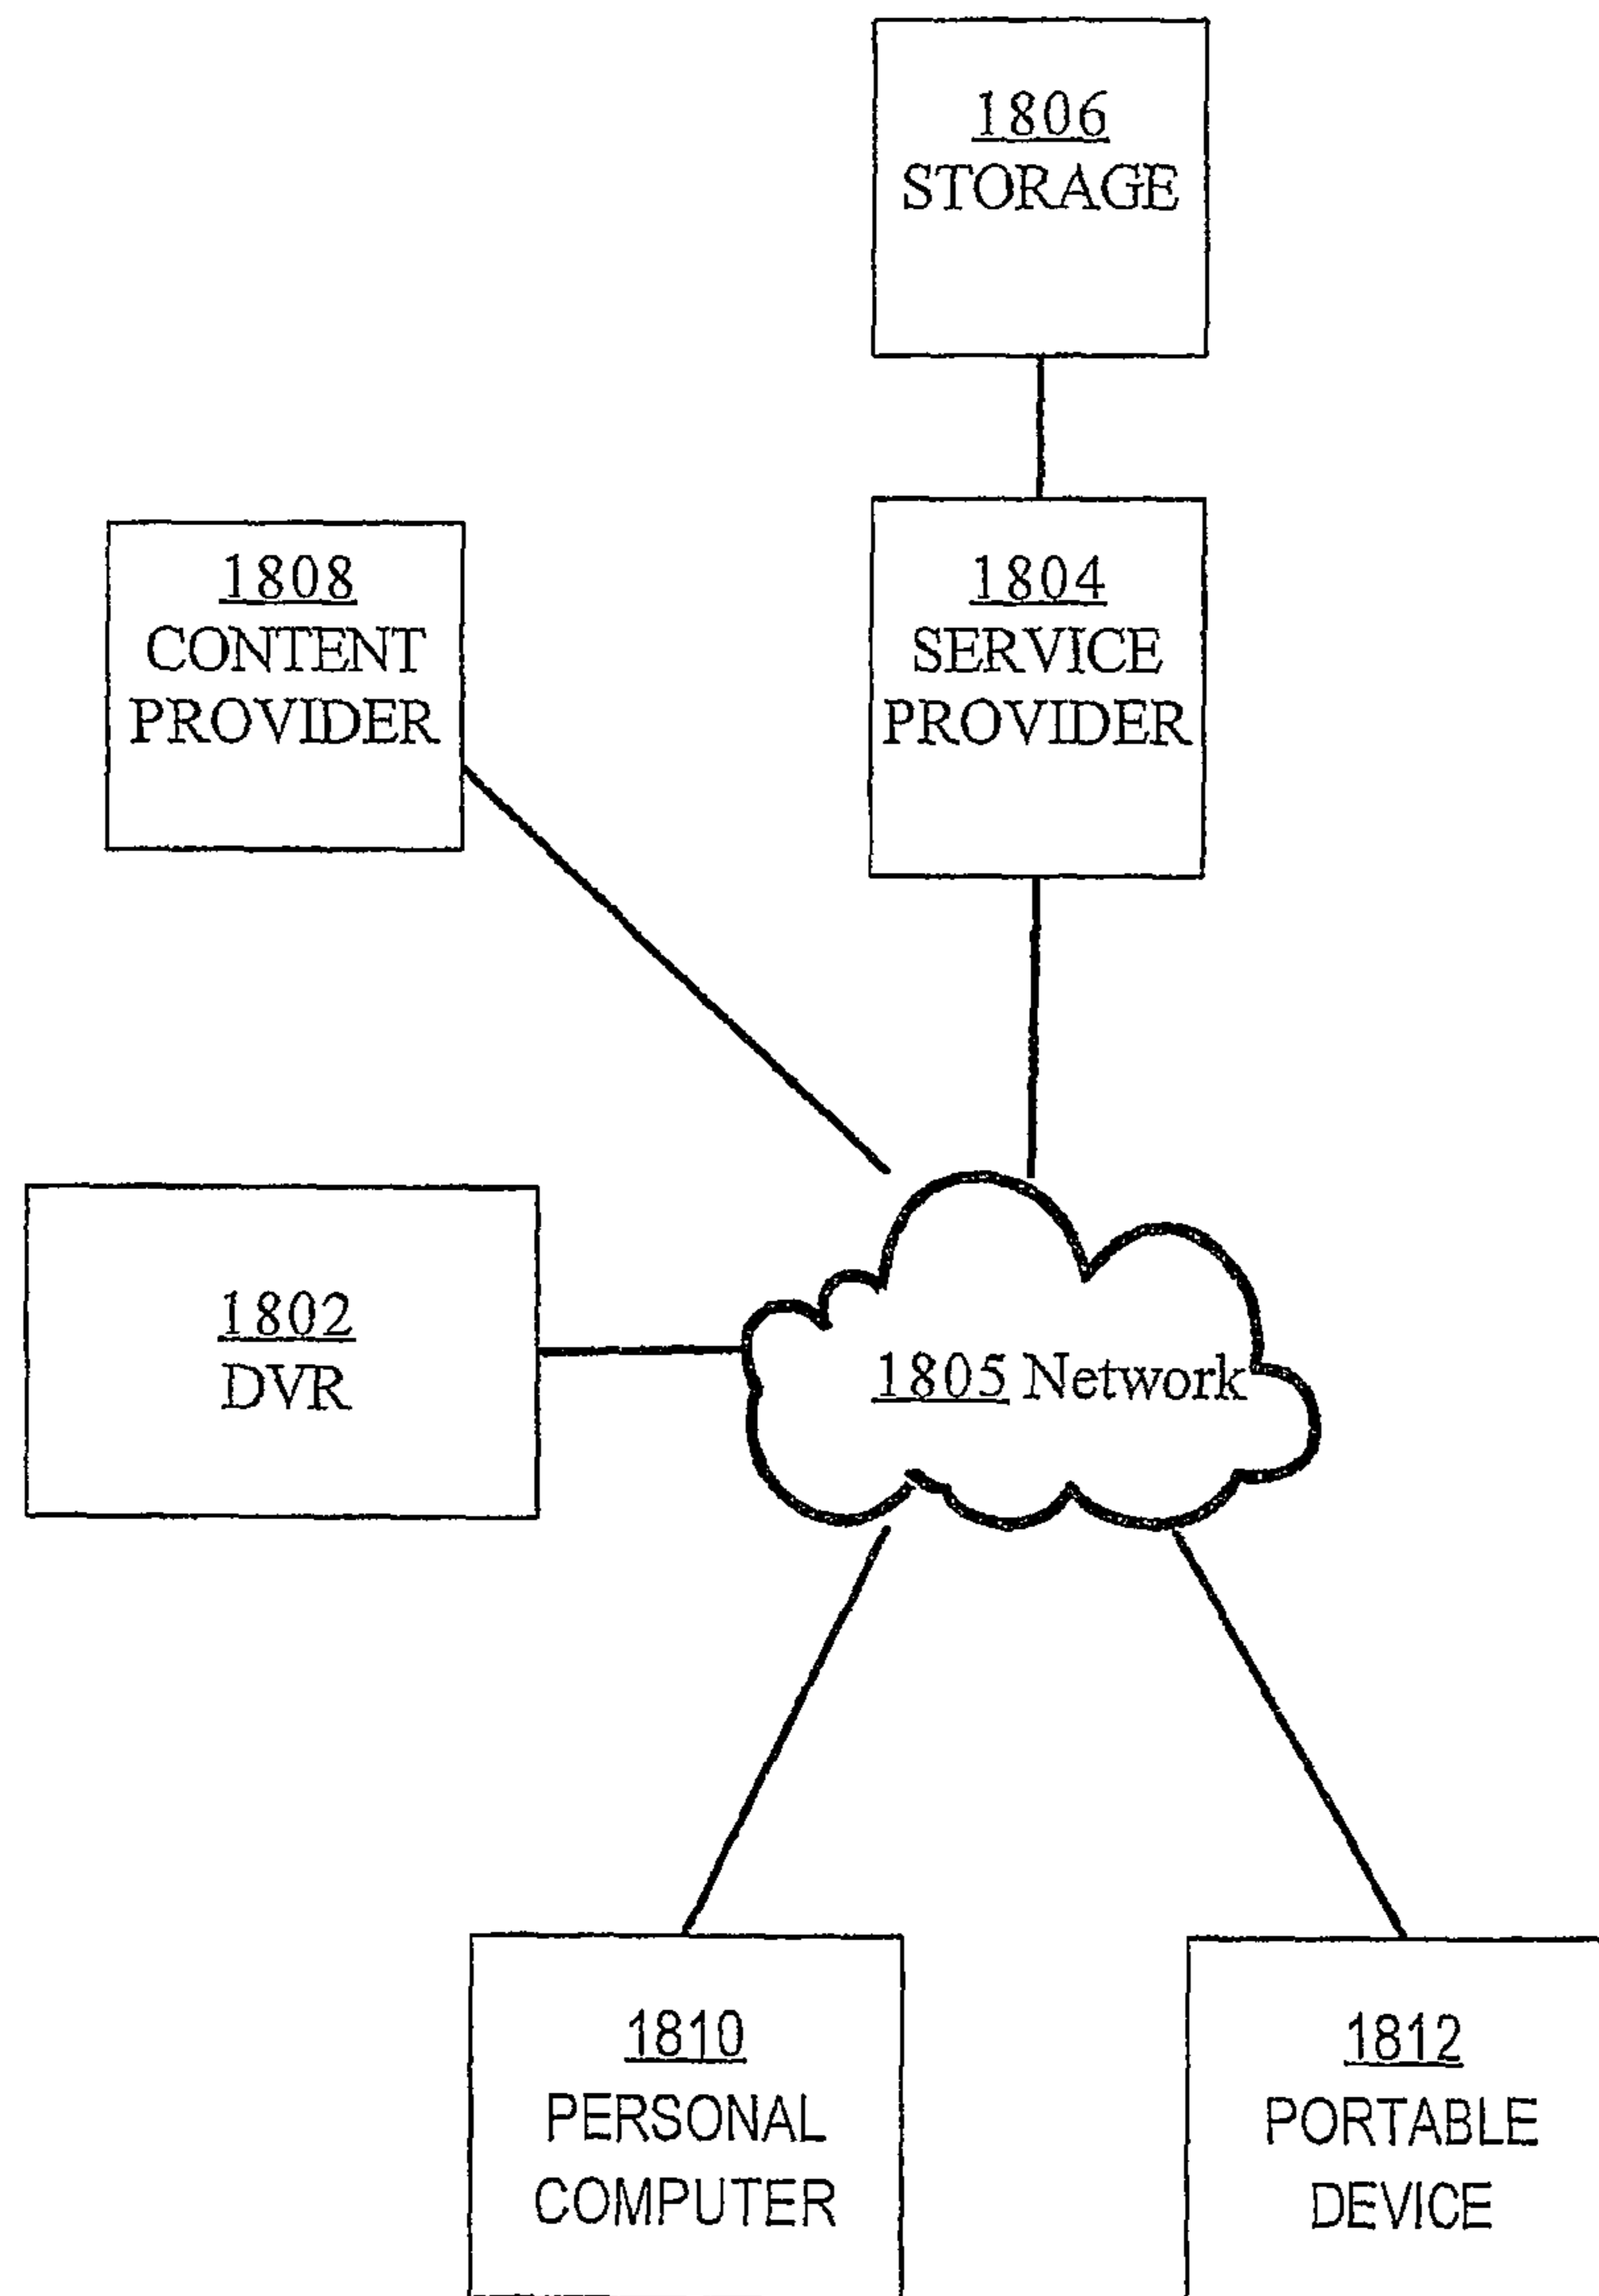 1806
STORAGE
1808
CONTENT
PROVIDER
1804
SERVICE
PROVIDER
1802
DVR
1805 Network
1810
PERSONAL
COMPUTER
1812
PORTABLE
DEVICE